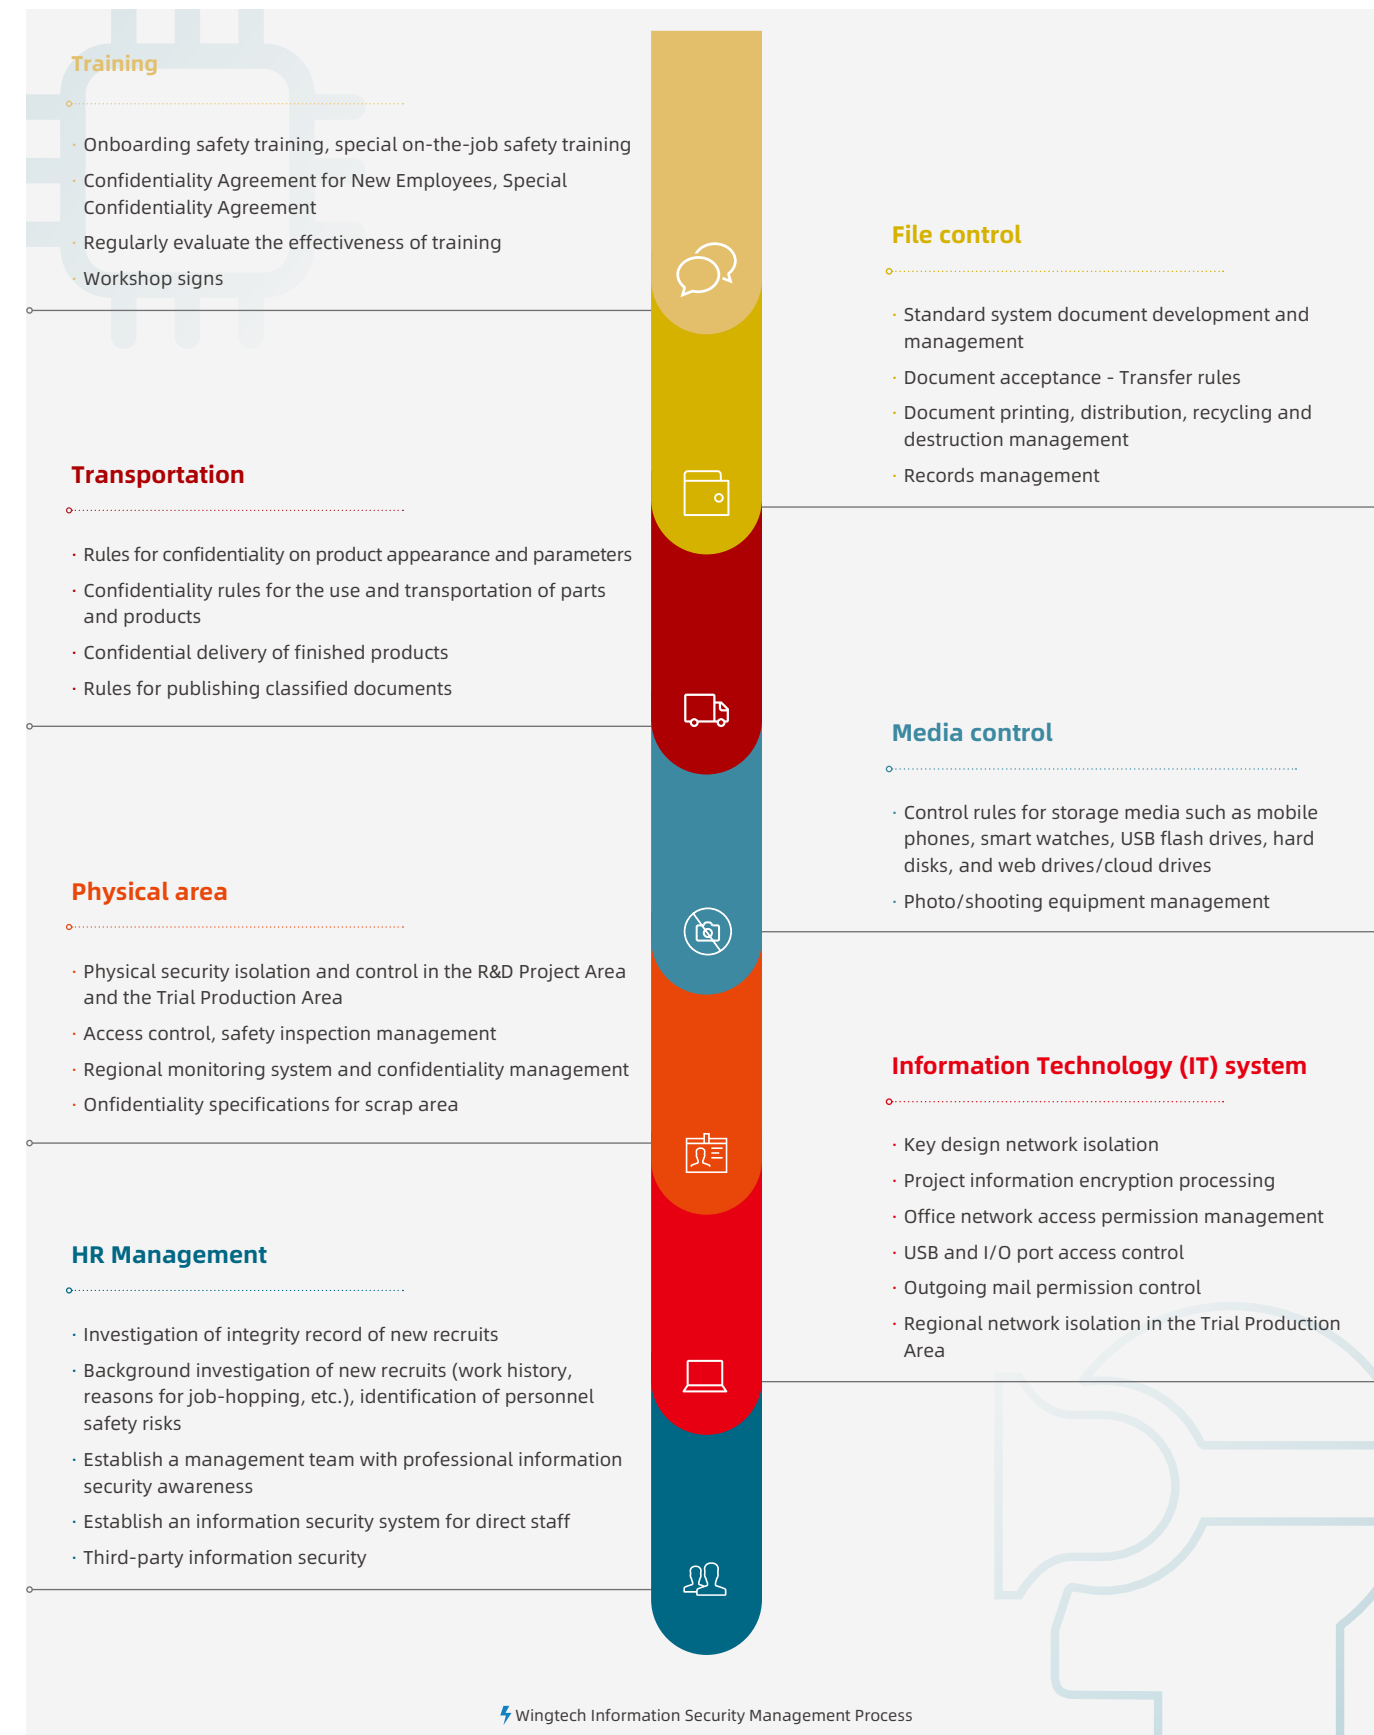 Training
· Onboarding safety training, special on-the-job safety training
· Confidentiality Agreement for New Employees, Special
Confidentiality Agreement
· Regularly evaluate the effectiveness of training
· Workshop signs
File control
· Standard system document development and
management
· Document acceptance - Transfer rules
· Document printing, distribution, recycling and
destruction management
· Records management
Transportation
· Rules for confidentiality on product appearance and parameters
· Confidentiality rules for the use and transportation of parts
and products
· Confidential delivery of finished products
· Rules for publishing classified documents
Media control
· Control rules for storage media such as mobile
phones, smart watches, USB flash drives, hard
disks, and web drives/cloud drives
· Photo/shooting equipment management
Physical area
· Physical security isolation and control in the R&D Project Area
and the Trial Production Area
· Access control, safety inspection management
· Regional monitoring system and confidentiality management
· Onfidentiality specifications for scrap area
Information Technology (IT) system
· Key design network isolation
· Project information encryption processing
· Office network access permission management
· USB and I/O port access control
· Outgoing mail permission control
· Regional network isolation in the Trial Production
Area
HR Management
· Investigation of integrity record of new recruits
· Background investigation of new recruits (work history,
reasons for job-hopping, etc.), identification of personnel
safety risks
· Establish a management team with professional information
security awareness
· Establish an information security system for direct staff
· Third-party information security
Wingtech Information Security Management Process